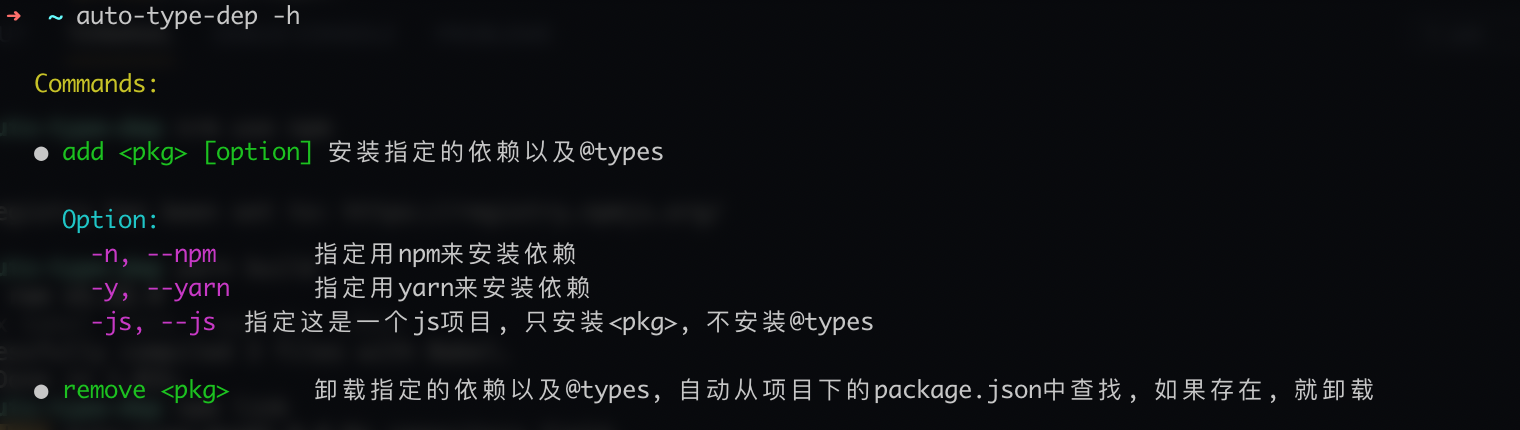 ➜ ~ auto-type-dep -h
Commands:
● add <pkg> [option] 安装指定的依赖以及@types
Option:
-n, --npm 指定用npm来安装依赖
-y, --yarn 指定用yarn来安装依赖
-js, --js 指定这是一个js项目，只安装<pkg>，不安装@types
● remove <pkg> 卸载指定的依赖以及@types，自动从项目下的package.json中查找，如果存在，就卸载